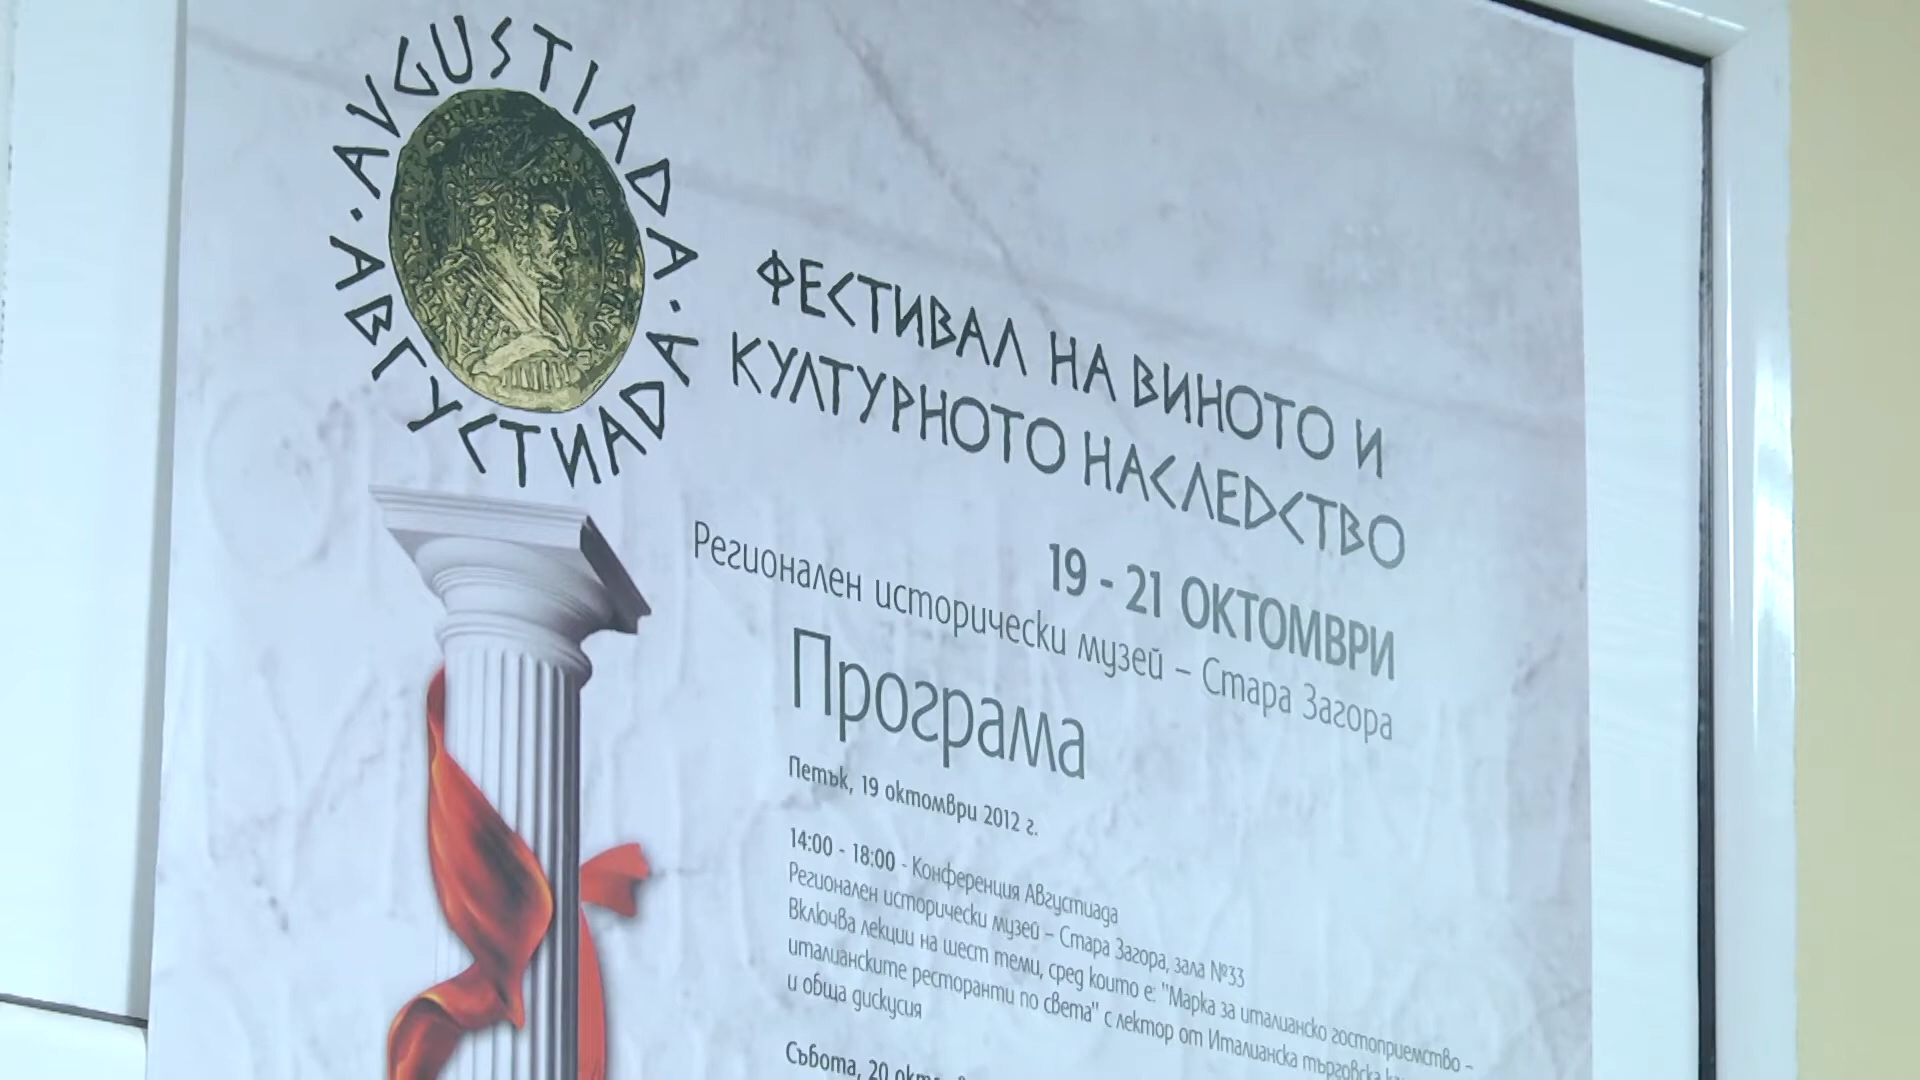 AVGUSTIADA
АВГУСТИАДА
ФЕСТИВАЛ НА ВИНОТО И
КУЛТУРНОТО НАСЛЕДСТВО
19 - 21 ОКТОМВРИ
Регионален исторически музей – Стара Загора
Програма
Петък, 19 октомври 2012 г.
14:00 - 18:00 - Конференция Августиада
Регионален исторически музей – Стара Загора, зала №33
Включва лекции на шест теми, сред които е: "Марка за италианско гостоприемство –
италианските ресторанти по света" с лектор от Италианска търговска
и обща дискусия
Събота, 20